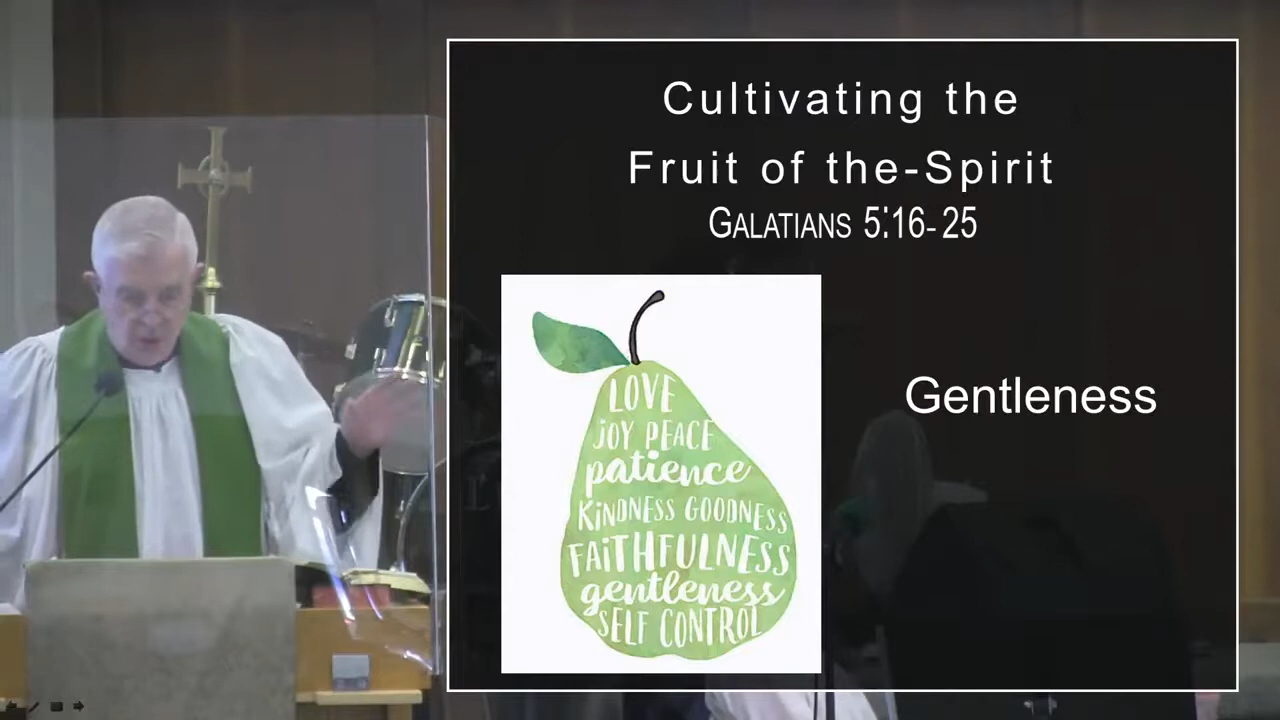 Cultivating the
Fruit of the-Spirit
GALATIANS 5:16-25
LOVE
JOY PEACE
patience
KINDNESS GOODNESS
FAITHFULNESS
gentleness
SELF CONTROL
Gentleness